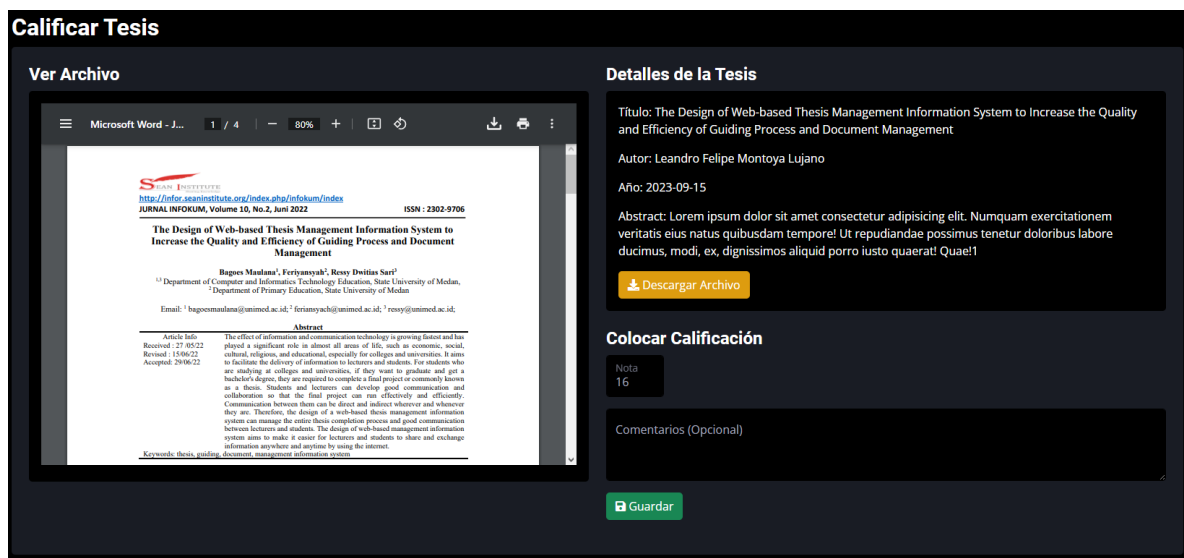 Calificar Tesis
Ver Archivo
Microsoft Word - J...
1 / 4
80%
SEAN INSTITUTE
http://infor.seaninstitute.org/index.php/infokum/index
JURNAL INFOKUM, Volume 10, No.2, Juni 2022 ISSN : 2302-9706
The Design of Web-based Thesis Management Information System to
Increase the Quality and Efficiency of Guiding Process and Document
Management
Bagoes Maulana¹, Feriyansyah², Ressy Dwitias Sari³
¹,³ Department of Computer and Informatics Technology Education, State University of Medan,
² Department of Primary Education, State University of Medan
Email: ¹ bagoesmaulana@unimed.ac.id; ² feriansyach@unimed.ac.id; ³ ressy@unimed.ac.id;
Abstract
Article Info
Received : 27 /05/22
Revised : 15/06/22
Accepted: 29/06/22
The effect of information and communication technology is growing fastest and has
played a significant role in almost all areas of life, such as economic, social,
cultural, religious, and educational, especially for colleges and universities. It aims
to facilitate the delivery of information to lecturers and students. For students who
are studying at colleges and universities, if they want to graduate and get a
bachelor's degree, they are required to complete a final project or commonly known
as a thesis. Students and lecturers can develop good communication and
collaboration so that the final project can run effectively and efficiently.
Communication between them can be direct and indirect wherever and whenever
they are. Therefore, the design of a web-based thesis management information
system can manage the entire thesis completion process and good communication
between lecturers and students. The design of web-based management information
system aims to make it easier for lecturers and students to share and exchange
information anywhere and anytime by using the internet.
Keywords: thesis, guiding, document, management information system
Detalles de la Tesis
Título: The Design of Web-based Thesis Management Information System to Increase the Quality
and Efficiency of Guiding Process and Document Management
Autor: Leandro Felipe Montoya Lujano
Año: 2023-09-15
Abstract: Lorem ipsum dolor sit amet consectetur adipisicing elit. Numquam exercitationem
veritatis eius natus quibusdam tempore! Ut repudiandae possimus tenetur doloribus labore
ducimus, modi, ex, dignissimos aliquid porro iusto quaerat! Quae!1
Descargar Archivo
Colocar Calificación
Nota
16
Comentarios (Opcional)
Guardar